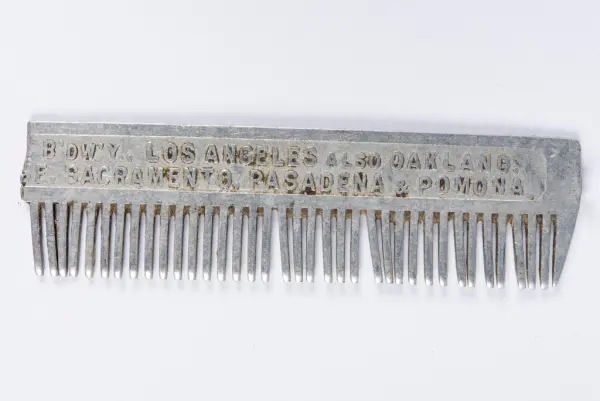 B'DW'Y. LOS ANGELES ALSO OAKLAND,
SACRAMENTO, PASADENA & POMONA